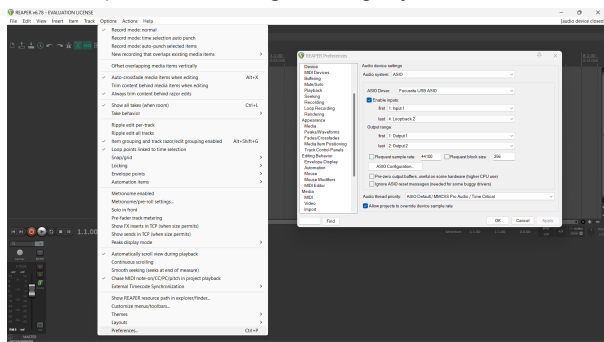 REAPER v6.78 - EVALUATION LICENSE
File Edit View Insert Item Track Options Actions Help
[audio device closed
Record mode: normal
Record mode: time selection auto punch
Record mode: auto-punch selected items
New recording that overlaps existing media items
Offset overlapping media items vertically
Auto-crossfade media items when editing Alt+X
Trim content behind media items when editing
Always trim content behind razor edits
Show all takes (when room) Ctrl+L
Take behavior
Ripple edit per-track
Ripple edit all tracks
Item grouping and track razor/edit grouping enabled Alt+Shift+G
Loop points linked to time selection
Snap/grid
Locking
Envelope points
Automation items
Metronome enabled
Metronome/pre-roll settings...
Solo in front
Pre-fader track metering
Show FX inserts in TCP (when size permits)
Show sends in TCP (when size permits)
Peaks display mode
Automatically scroll view during playback
Continuous scrolling
Smooth seeking (seeks at end of measure)
Chase MIDI note-on/CC/PC/pitch in project playback
External Timecode Synchronization
Show REAPER resource path in explorer/finder...
Customize menus/toolbars...
Themes
Layouts
Preferences... Ctrl+P
REAPER Preferences
Device
MIDI Devices
Buffering
Mute/Solo
Playback
Seeking
Recording
Loop Recording
Rendering
Appearance
Media
Peaks/Waveforms
Fades/Crossfades
Media Item Positioning
Track Control Panels
Editing Behavior
Envelope Display
Automation
Mouse
Mouse Modifiers
MIDI Editor
Media
MIDI
Video
Import
Find
Audio device settings
Audio system: ASIO
ASIO Driver: Focusrite USB ASIO
Enable inputs
first 1: Input 1
last 4: Loopback 2
Output range:
first 1: Output 1
last 2: Output 2
Request sample rate: 44100 Request block size: 256
ASIO Configuration...
Pre-zero output buffers, useful on some hardware (higher CPU use)
Ignore ASIO reset messages (needed for some buggy drivers)
Audio thread priority: ASIO Default / MMCSS Pro Audio / Time Critical
Allow projects to override device sample rate
OK Cancel Apply
1.1.00
MASTER